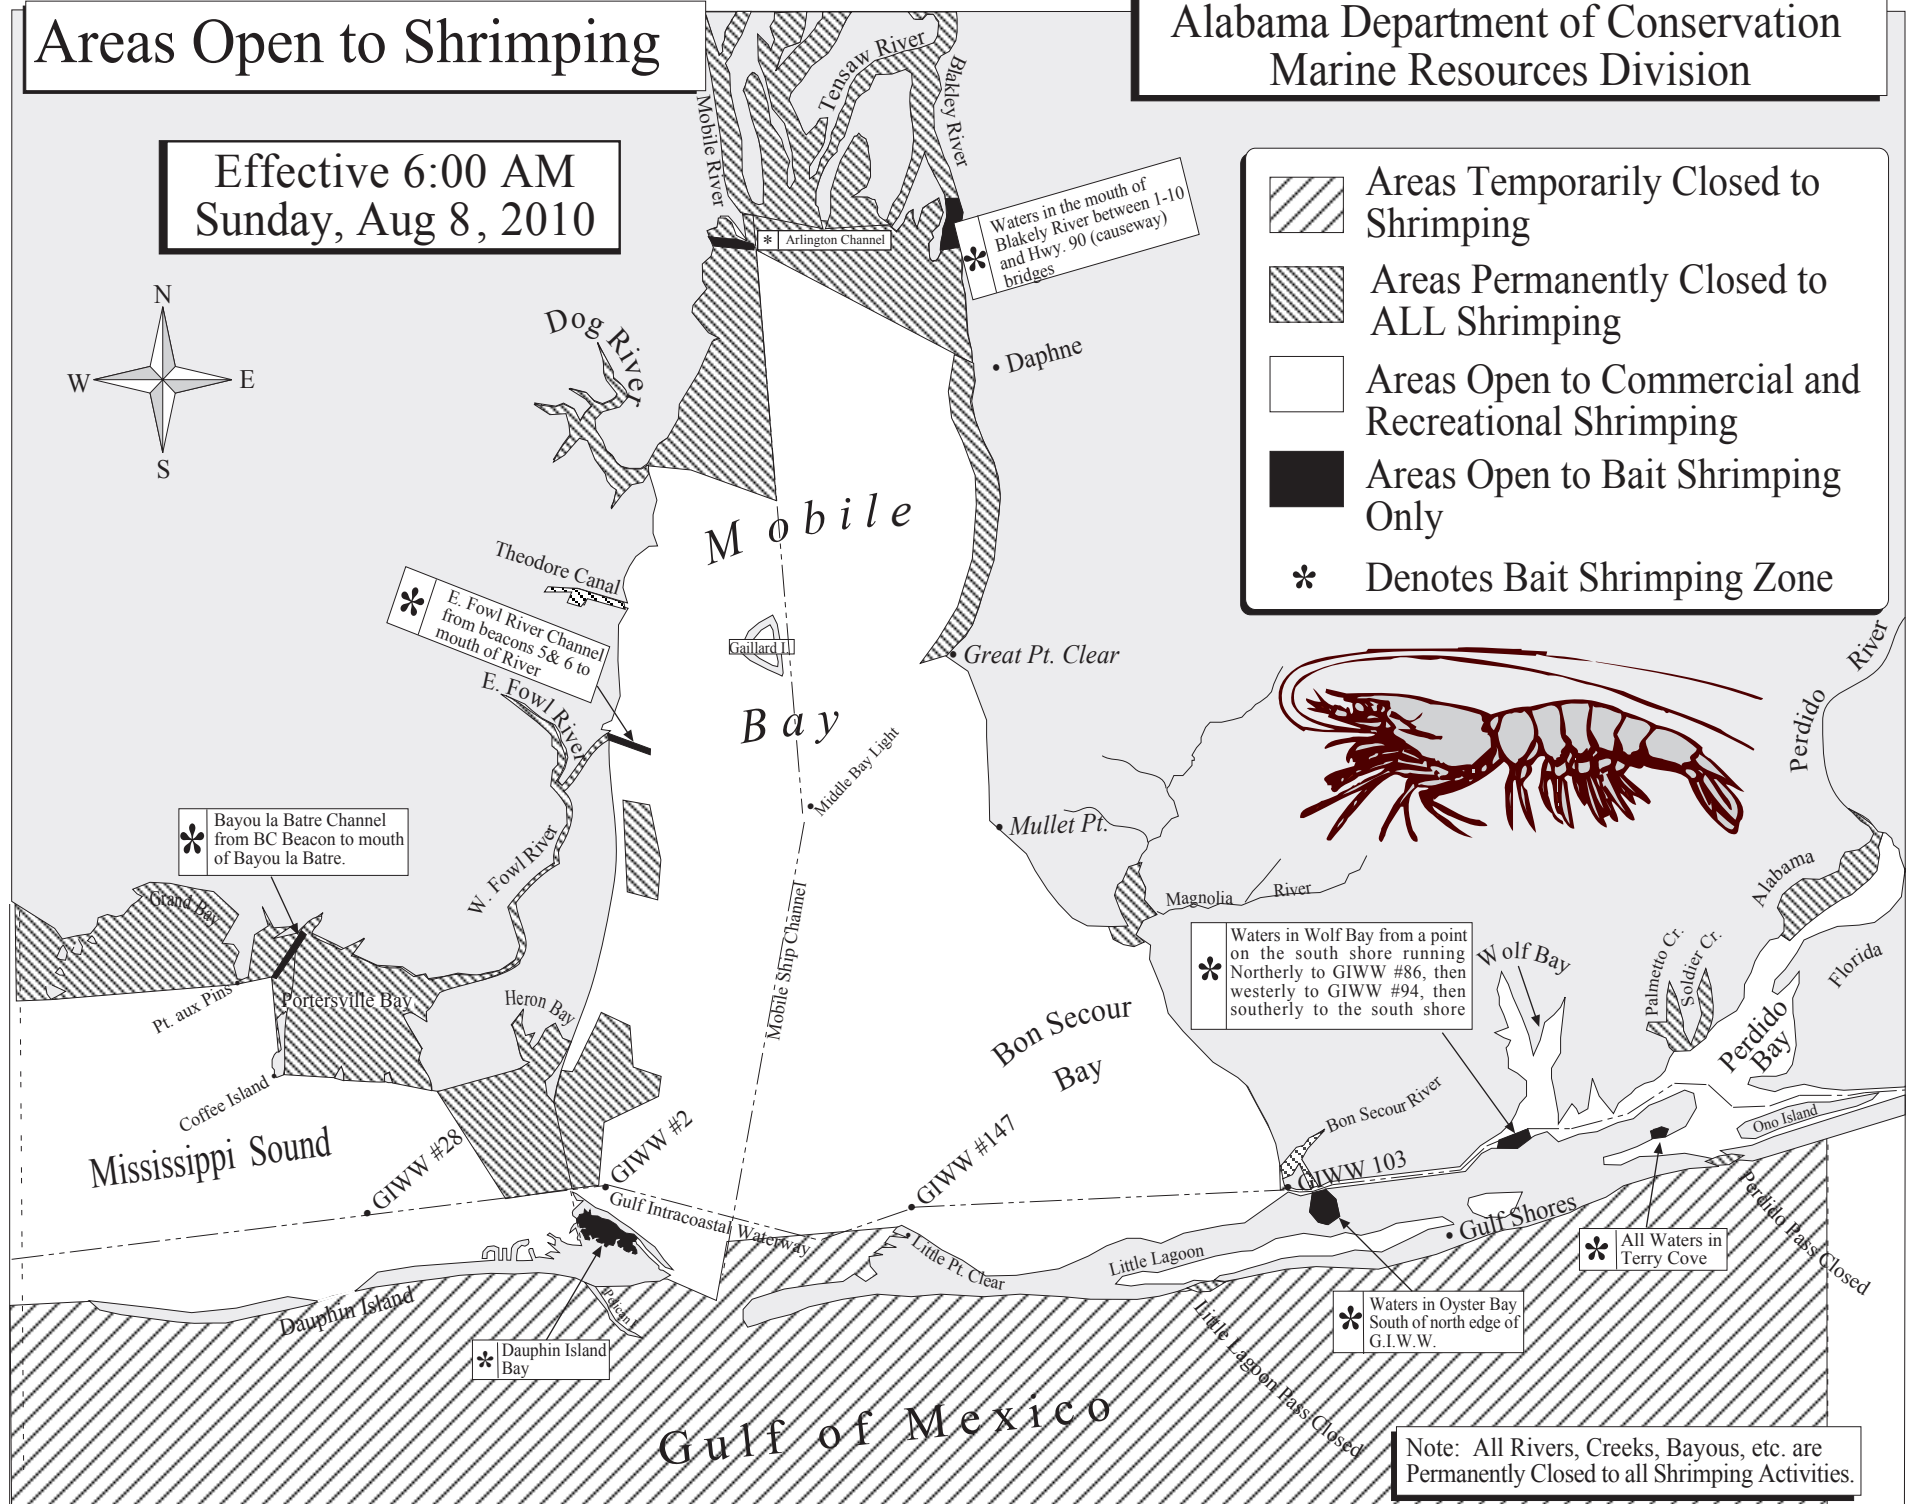 Areas Open to Shrimping
Alabama Department of Conservation
Marine Resources Division
Effective 6:00 AM
Sunday, Aug 8, 2010
Areas Temporarily Closed to
Shrimping
Areas Permanently Closed to
ALL Shrimping
Areas Open to Commercial and
Recreational Shrimping
Areas Open to Bait Shrimping
Only
* Denotes Bait Shrimping Zone
N
W
E
S
Mobile River
Tensaw River
Blakley River
* Arlington Channel
* Waters in the mouth of
Blakely River between 1-10
and Hwy. 90 (causeway)
bridges
Dog River
Daphne
Mobile
Bay
Theodore Canal
* E. Fowl River Channel
from beacons 5& 6 to
mouth of River
Gaillard I.
Great Pt. Clear
E. Fowl River
Middle Bay Light
Perdido
River
Mullet Pt.
* Bayou la Batre Channel
from BC Beacon to mouth
of Bayou la Batre.
W. Fowl River
Grand Bay
Magnolia
River
Alabama
Florida
Mobile Ship Channel
* Waters in Wolf Bay from a point
on the south shore running
Northerly to GIWW #86, then
westerly to GIWW #94, then
southerly to the south shore
Wolf Bay
Palmetto Cr.
Soldier Cr.
Pt. aux Pins
Portersville Bay
Heron Bay
Bon Secour
Bay
Perdido
Bay
Coffee Island
Bon Secour River
Ono Island
Mississippi Sound
GIWW #28
GIWW #2
GIWW #147
GIWW 103
Gulf Intracoastal Waterway
Little Pt. Clear
Little Lagoon
Gulf Shores
Perdido Pass Closed
* All Waters in
Terry Cove
Dauphin Island
Pelican I.
* Dauphin Island
Bay
* Waters in Oyster Bay
South of north edge of
G.I.W.W.
Little Lagoon Pass Closed
Gulf of Mexico
Note: All Rivers, Creeks, Bayous, etc. are
Permanently Closed to all Shrimping Activities.